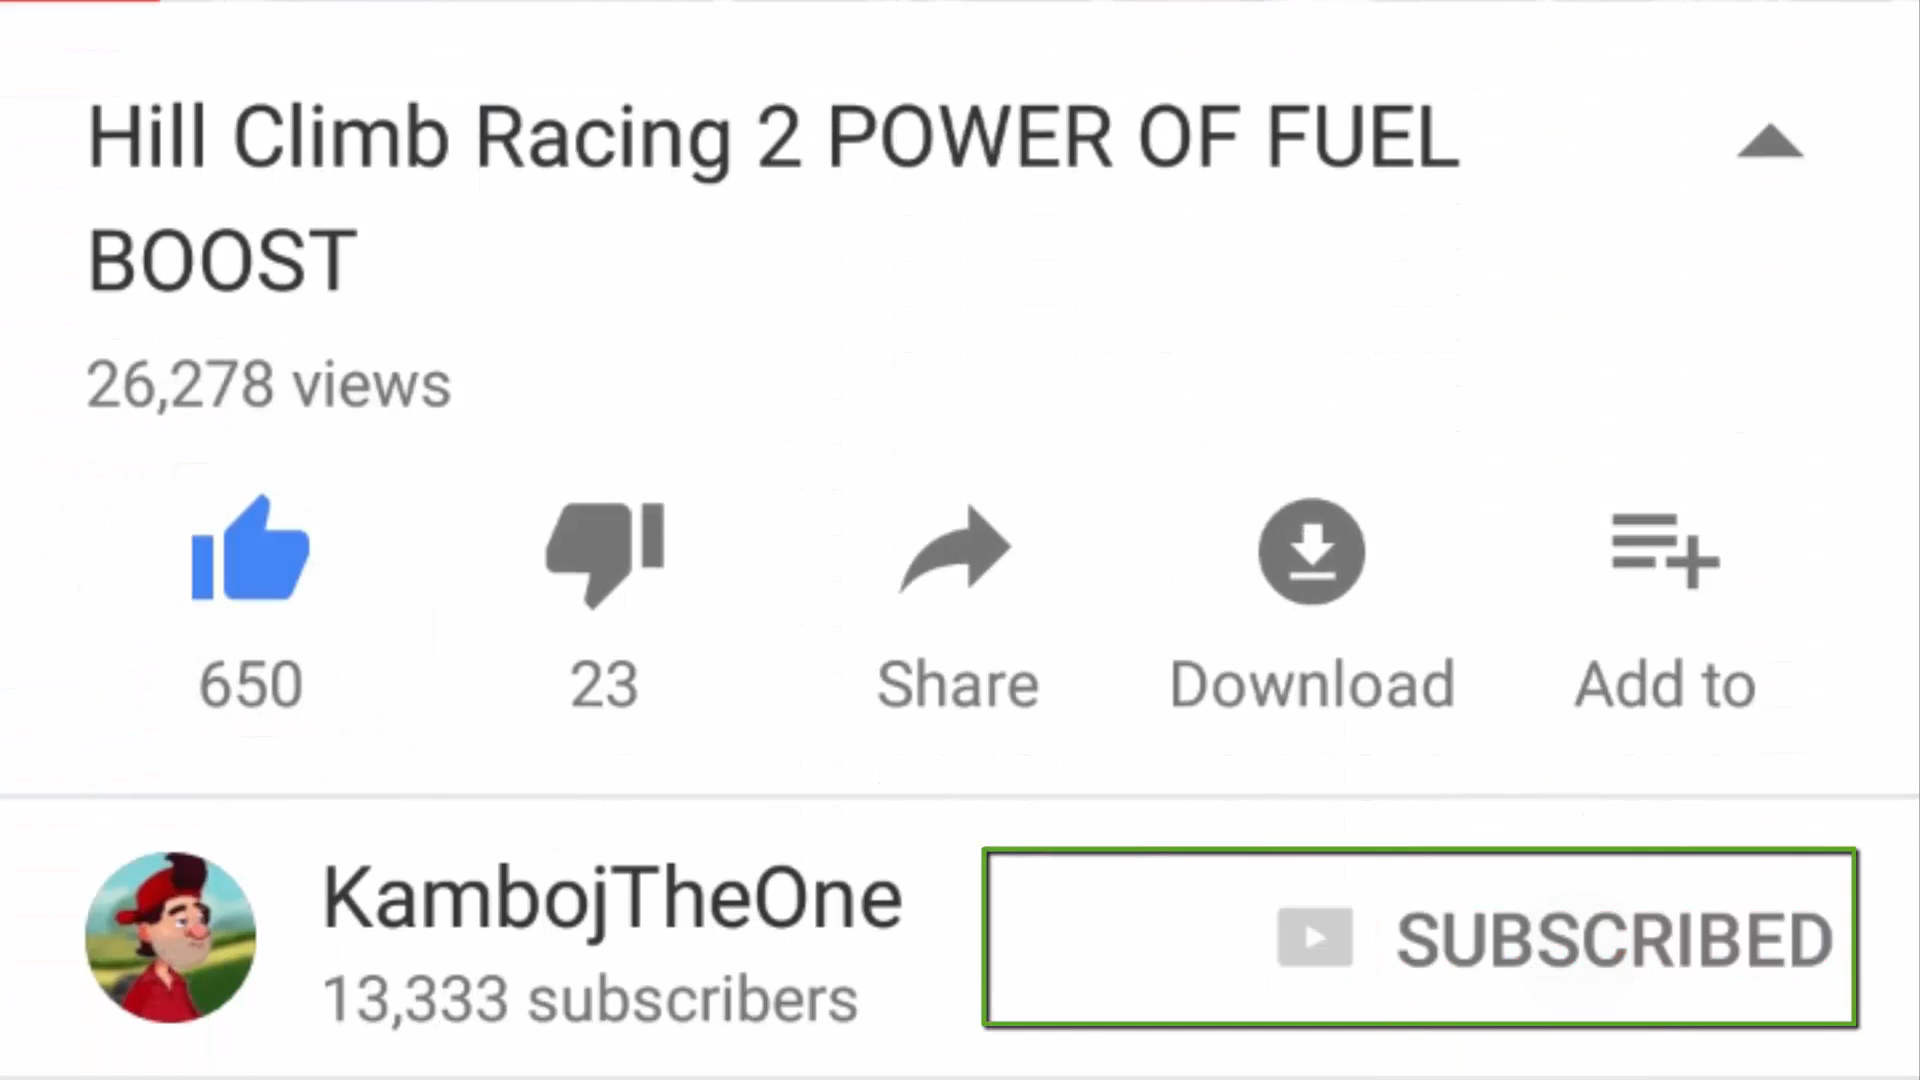 Hill Climb Racing 2 POWER OF FUEL
BOOST
26,278 views
650
23
Share
Download
Add to
KambojTheOne
SUBSCRIBED
13,333 subscribers